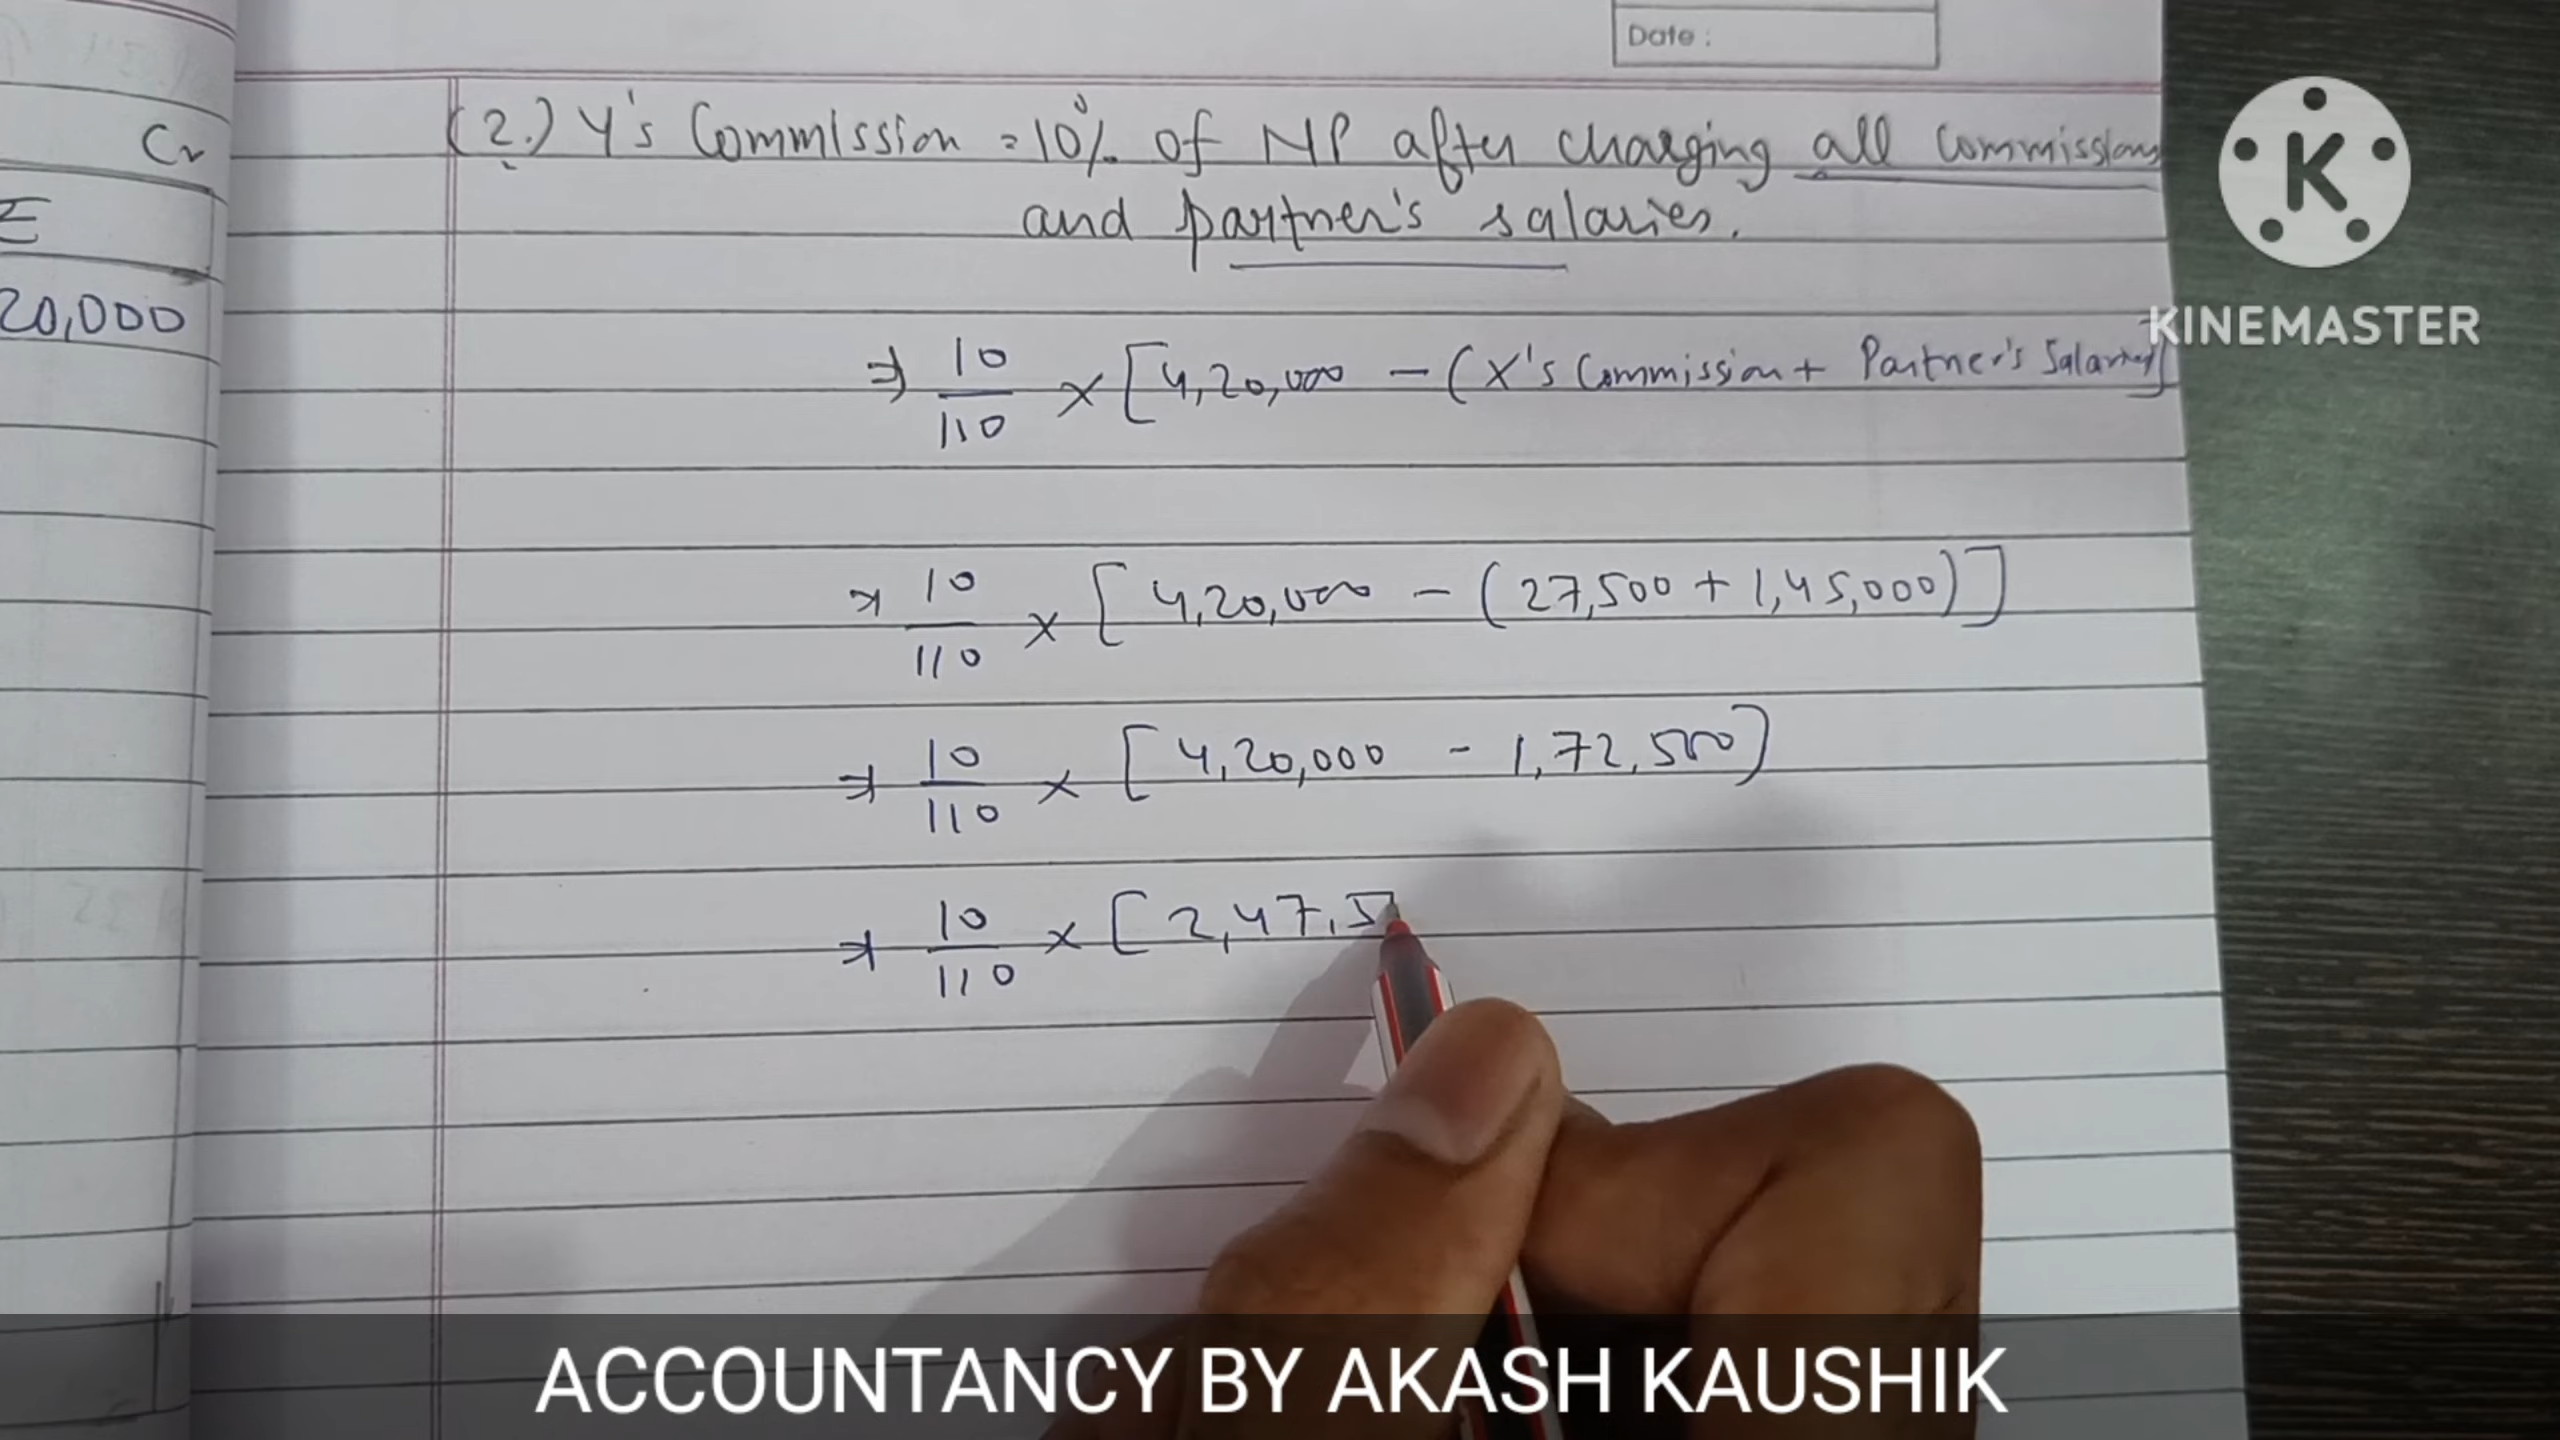 Date :
Cr
20,000
(2.) Y's Commission = 10% of NP after charging all commissions
and partner's salaries.
⇒ 10/110 × [4,20,000 - (X's Commission + Partner's Salaries)]
⇒ 10/110 × [4,20,000 - (27,500 + 1,45,000)]
⇒ 10/110 × [4,20,000 - 1,72,500]
⇒ 10/110 × [2,47,5
K
KINEMASTER
ACCOUNTANCY BY AKASH KAUSHIK